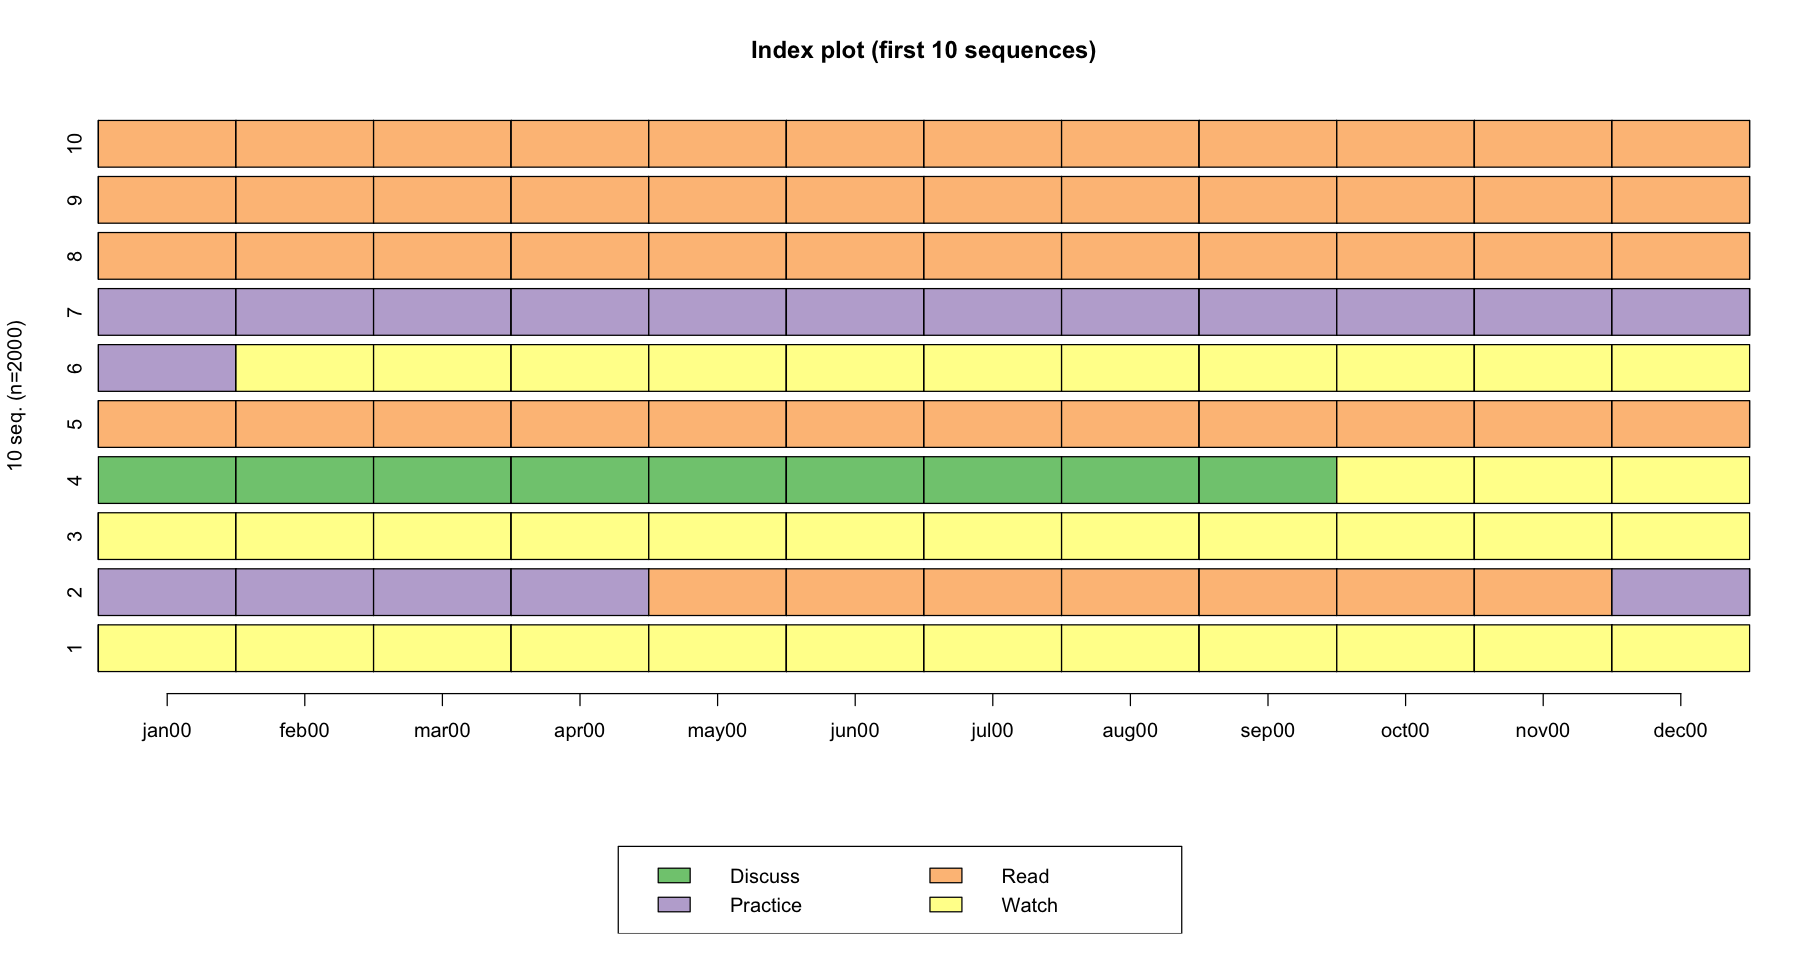 Index plot (first 10 sequences)
10 seq. (n=2000)
10
9
8
7
6
5
4
3
2
1
jan00 feb00 mar00 apr00 may00 jun00 jul00 aug00 sep00 oct00 nov00 dec00
Discuss Read
Practice Watch